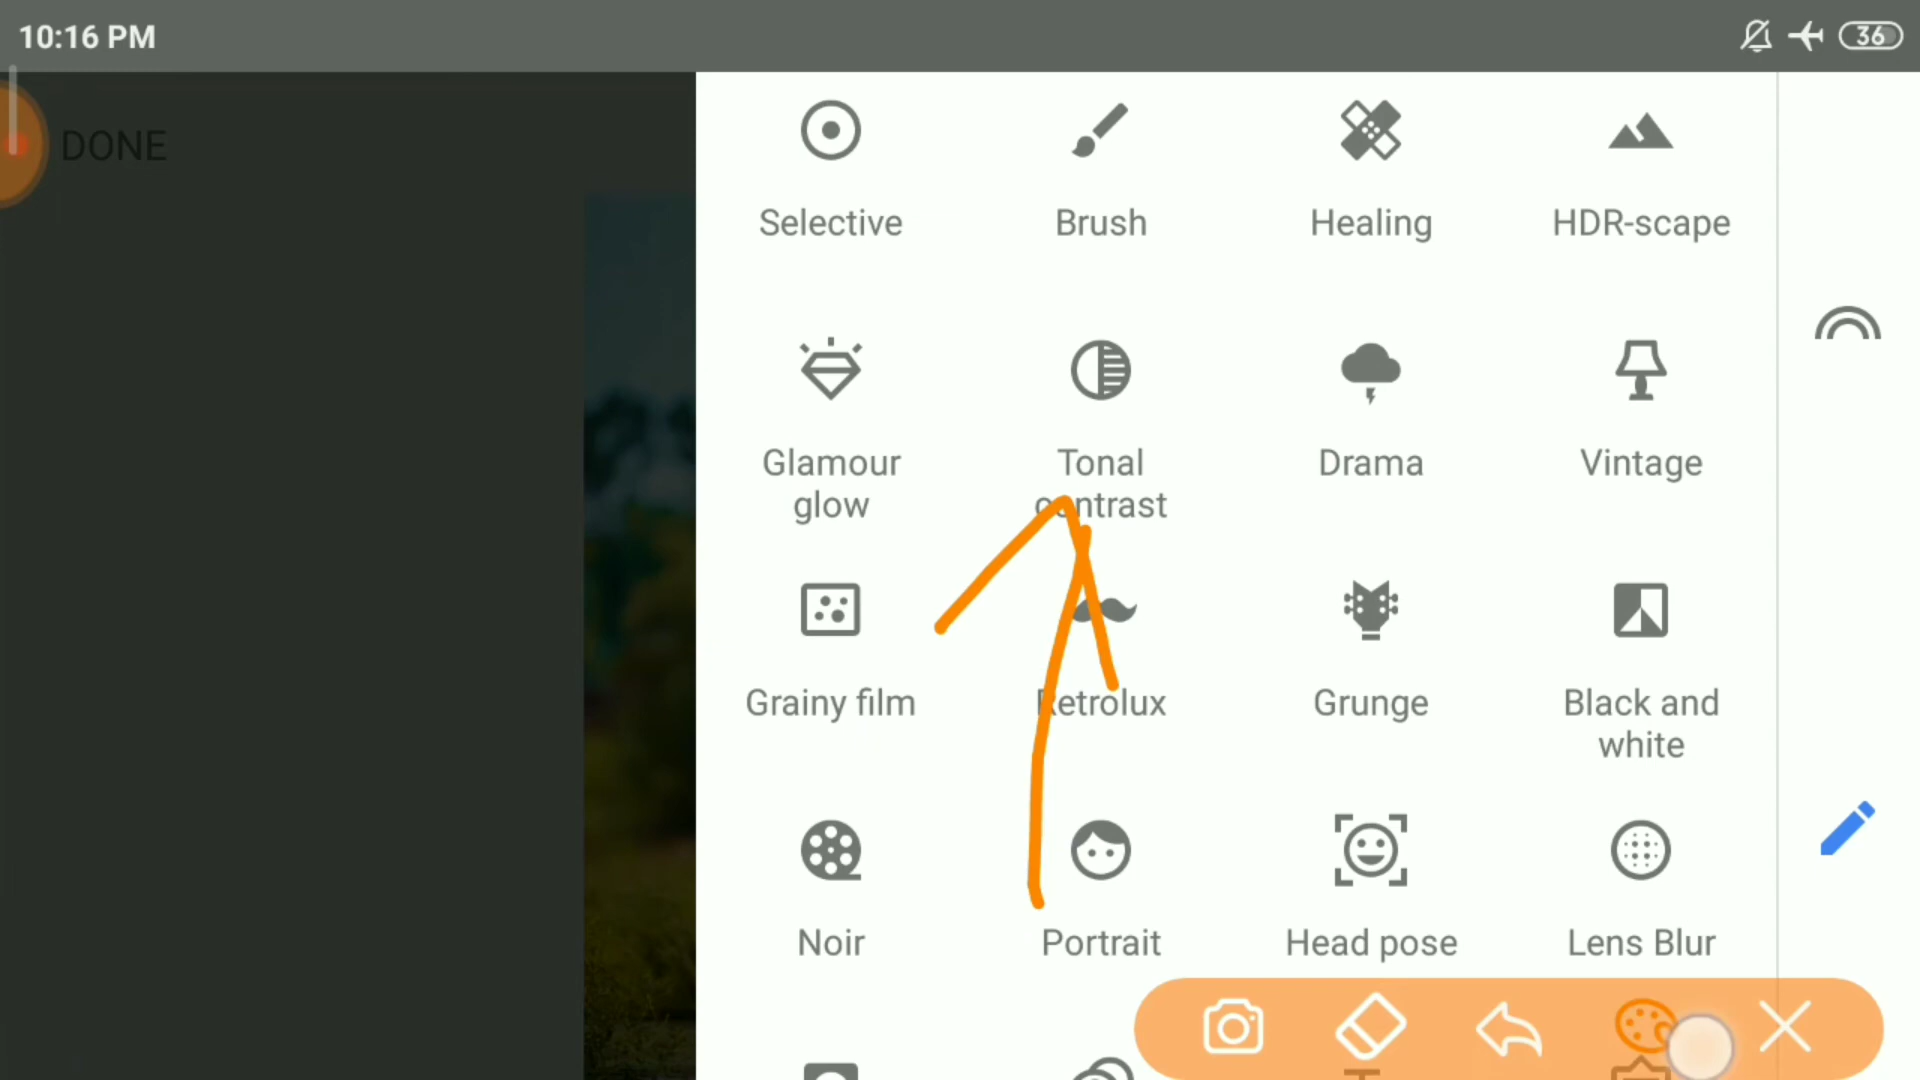 10:16 PM
36
DONE
Selective
Brush
Healing
HDR-scape
Glamour
glow
Tonal
contrast
Drama
Vintage
Grainy film
Retrolux
Grunge
Black and
white
Noir
Portrait
Head pose
Lens Blur